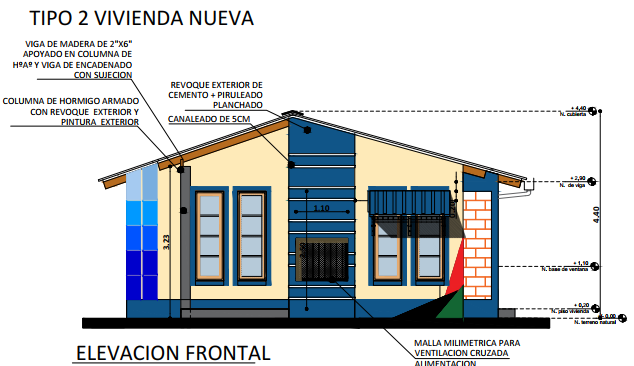 TIPO 2 VIVIENDA NUEVA
VIGA DE MADERA DE 2"X6"
APOYADO EN COLUMNA DE
HºAº Y VIGA DE ENCADENADO
CON SUJECION
COLUMNA DE HORMIGO ARMADO
CON REVOQUE EXTERIOR Y
PINTURA EXTERIOR
REVOQUE EXTERIOR DE
CEMENTO + PIRULEADO
PLANCHADO
CANALEADO DE 5CM
+ 4,40
N. cubierta
+ 2,90
N. de viga
4.40
3.23
1.10
+ 1,10
N. base de ventana
+ 0,20
N. piso vivienda
+ 0.00
N. terreno natural
MALLA MILIMETRICA PARA
VENTILACION CRUZADA
ALIMENTACION
ELEVACION FRONTAL